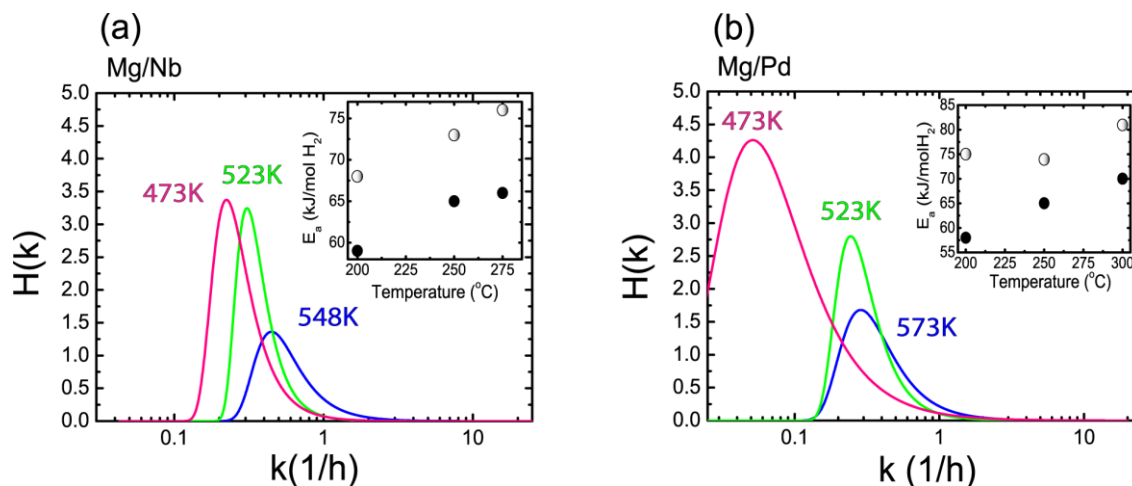 (a)
Mg/Nb
H(k)
5.0
4.5
4.0
3.5
3.0
2.5
2.0
1.5
1.0
0.5
0.0
473K
523K
548K
E_a (kJ/mol H_2)
75
70
65
60
200 225 250 275
Temperature (°C)
0.1 1 10
k(1/h)
(b)
Mg/Pd
H(k)
5.0
4.5
4.0
3.5
3.0
2.5
2.0
1.5
1.0
0.5
0.0
473K
523K
573K
E_a (kJ/molH_2)
85
80
75
70
65
60
55
200 225 250 275 300
Temperature (°C)
0.1 1 10
k (1/h)